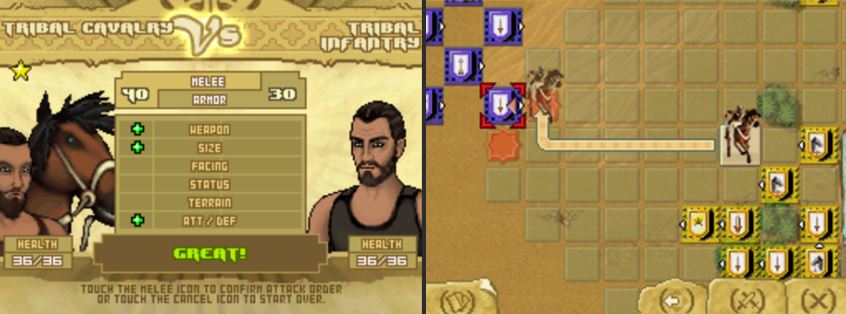 TRIBAL CAVALRY
Vs
TRIBAL
INFANTRY
MELEE
40
ARMOR
30
WEAPON
SIZE
FACING
STATUS
TERRAIN
ATT / DEF
GREAT!
HEALTH
36/36
HEALTH
36/36
TOUCH THE MELEE ICON TO CONFIRM ATTACK ORDER
OR TOUCH THE CANCEL ICON TO START OVER.